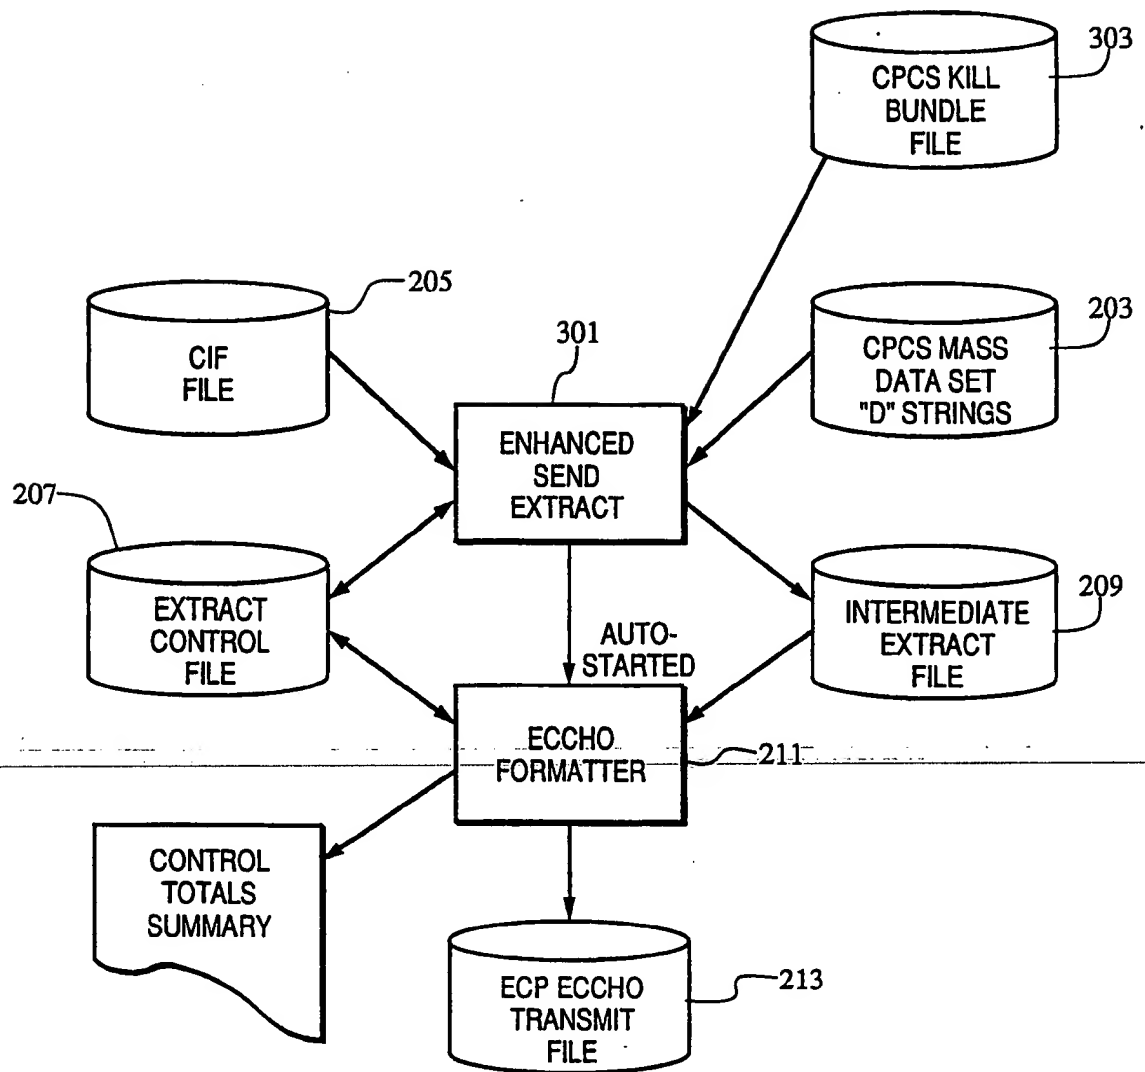 303
CPCS KILL
BUNDLE
FILE
205
CIF
FILE
301
ENHANCED
SEND
EXTRACT
203
CPCS MASS
DATA SET
"D" STRINGS
207
EXTRACT
CONTROL
FILE
AUTO-
STARTED
209
INTERMEDIATE
EXTRACT
FILE
ECCHO
FORMATTER
211
CONTROL
TOTALS
SUMMARY
ECP ECCHO
TRANSMIT
FILE
213